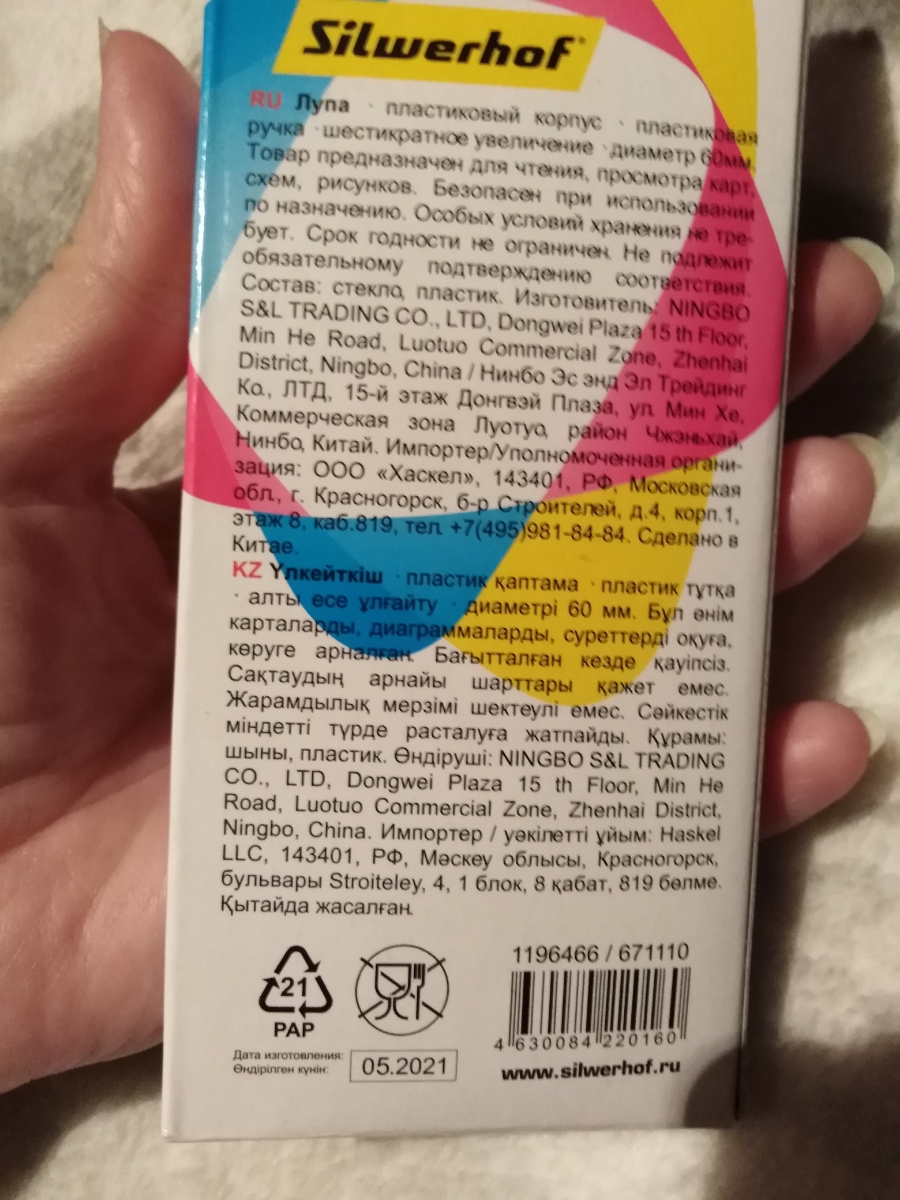 Silwerhof
RU Лупа · пластиковый корпус · пластиковая
ручка · шестикратное увеличение · диаметр 60мм.
Товар предназначен для чтения, просмотра карт,
схем, рисунков. Безопасен при использовании
по назначению. Особых условий хранения не тре-
бует. Срок годности не ограничен. Не подлежит
обязательному подтверждению соответствия.
Состав: стекло, пластик. Изготовитель: NINGBO
S&L TRADING CO., LTD, Dongwei Plaza 15 th Floor,
Min He Road, Luotuo Commercial Zone, Zhenhai
District, Ningbo, China / Нинбо Эс энд Эл Трейдинг
Ко., ЛТД, 15-й этаж Донгвэй Плаза, ул. Мин Хе,
Коммерческая зона Луотуо, район Чжэньхай,
Нинбо, Китай. Импортер/Уполномоченная органи-
зация: ООО «Хаскел», 143401, РФ, Московская
обл., г. Красногорск, б-р Строителей, д.4, корп.1,
этаж 8, каб.819, тел. +7(495)981-84-84. Сделано в
Китае.
KZ Үлкейткіш · пластик қаптама · пластик тұтқа
· алты есе ұлғайту · диаметрі 60 мм. Бұл өнім
карталарды, диаграммаларды, суреттерді оқуға,
көруге арналған. Бағытталған кезде қауіпсіз.
Сақтаудың арнайы шарттары қажет емес.
Жарамдылық мерзімі шектеулі емес. Сәйкестік
міндетті түрде расталуға жатпайды. Құрамы:
шыны, пластик. Өндіруші: NINGBO S&L TRADING
CO., LTD, Dongwei Plaza 15 th Floor, Min He
Road, Luotuo Commercial Zone, Zhenhai District,
Ningbo, China. Импортер / уәкілетті ұйым: Haskel
LLC, 143401, РФ, Мәскеу облысы, Красногорск,
бульвары Stroiteley, 4, 1 блок, 8 қабат, 819 бөлме.
Қытайда жасалған.
21
PAP
1196466 / 671110
4 630084 220160
Дата изготовления:
Өндірілген күнін:
05.2021
www.silwerhof.ru